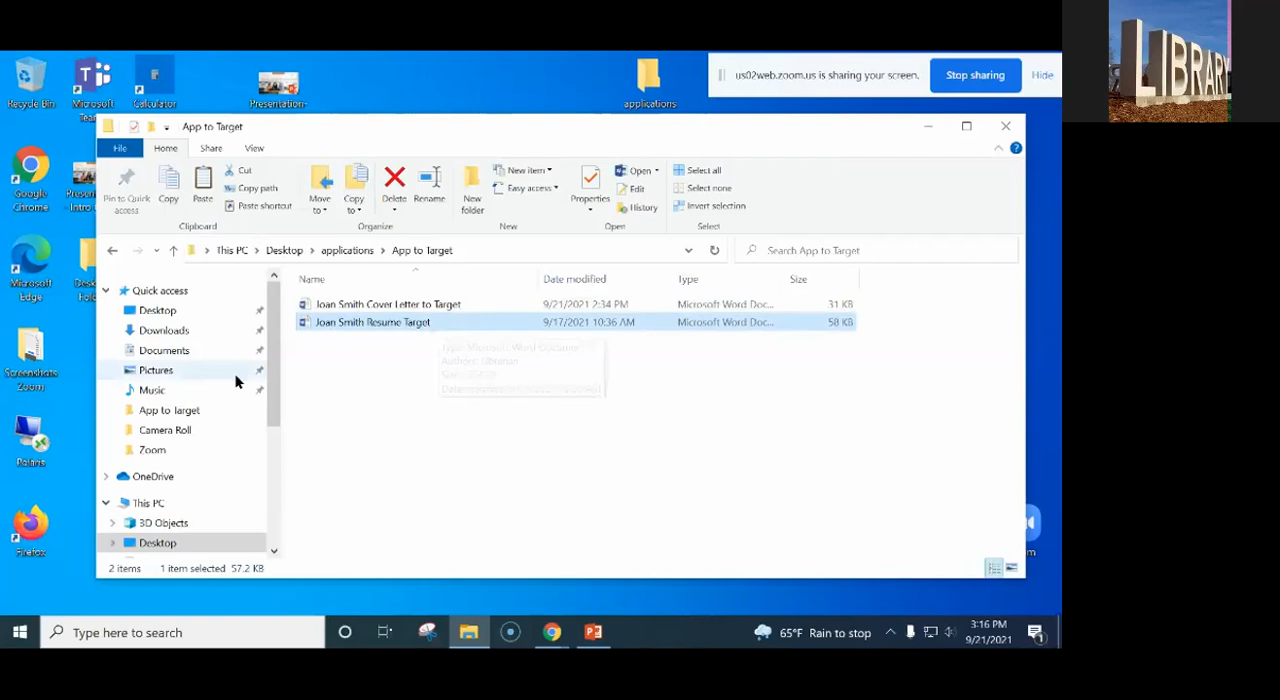 LIBRARY
Recycle Bin
Microsoft
Calculator
Presentation-
applications
us02web.zoom.us is sharing your screen.
Stop sharing
Hide
App to Target
File
Home
Share
View
Pin to Quick
access
Copy
Paste
Cut
Copy path
Paste shortcut
Clipboard
Move
to
Copy
to
Delete
Rename
Organize
New
folder
New item
Easy access
New
Properties
Open
Edit
History
Open
Select all
Select none
Invert selection
Select
This PC > Desktop > applications > App to Target
Search App to Target
Name
Date modified
Type
Size
Joan Smith Cover Letter to Target 9/21/2021 2:34 PM Microsoft Word Doc... 31 KB
Joan Smith Resume Target 9/17/2021 10:36 AM Microsoft Word Doc... 58 KB
Quick access
Desktop
Downloads
Documents
Pictures
Music
App to Target
Camera Roll
Zoom
OneDrive
This PC
3D Objects
Desktop
2 items 1 item selected 57.2 KB
Google
Chrome
- Intro
Microsoft
Edge
Screenshots
Zoom
Polaris
Firefox
Type here to search
65°F Rain to stop
3:16 PM
9/21/2021
1